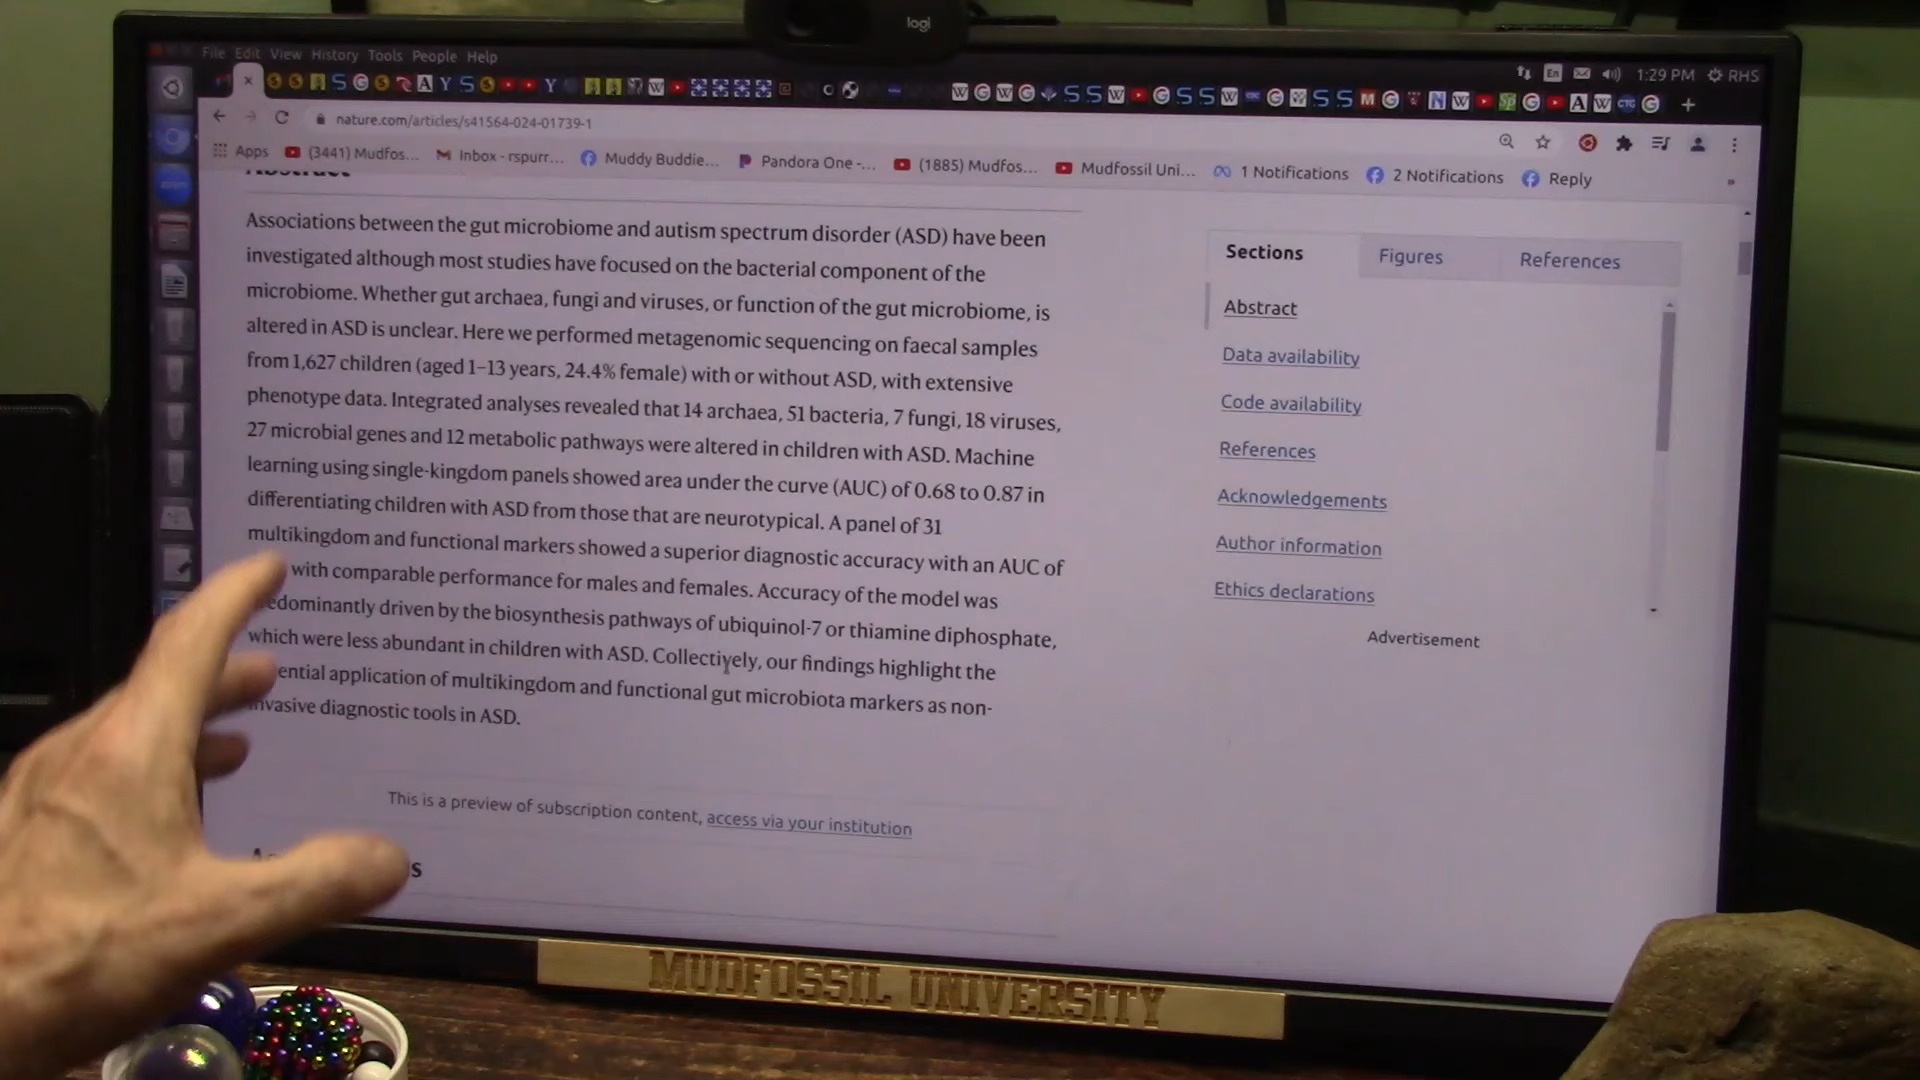 logi
File Edit View History Tools People Help
1:29 PM RHS
nature.com/articles/s41564-024-01739-1
Apps (3441) Mudfos... Inbox - rspurr... Muddy Buddie... Pandora One -... (1885) Mudfos... Mudfossil Uni... 1 Notifications 2 Notifications Reply »
Abstract
Associations between the gut microbiome and autism spectrum disorder (ASD) have been
investigated although most studies have focused on the bacterial component of the
microbiome. Whether gut archaea, fungi and viruses, or function of the gut microbiome, is
altered in ASD is unclear. Here we performed metagenomic sequencing on faecal samples
from 1,627 children (aged 1–13 years, 24.4% female) with or without ASD, with extensive
phenotype data. Integrated analyses revealed that 14 archaea, 51 bacteria, 7 fungi, 18 viruses,
27 microbial genes and 12 metabolic pathways were altered in children with ASD. Machine
learning using single-kingdom panels showed area under the curve (AUC) of 0.68 to 0.87 in
differentiating children with ASD from those that are neurotypical. A panel of 31
multikingdom and functional markers showed a superior diagnostic accuracy with an AUC of
with comparable performance for males and females. Accuracy of the model was
edominantly driven by the biosynthesis pathways of ubiquinol-7 or thiamine diphosphate,
which were less abundant in children with ASD. Collectively, our findings highlight the
ential application of multikingdom and functional gut microbiota markers as non-
invasive diagnostic tools in ASD.
This is a preview of subscription content, access via your institution
Sections Figures References
Abstract
Data availability
Code availability
References
Acknowledgements
Author information
Ethics declarations
Advertisement
MUDFOSSIL UNIVERSITY